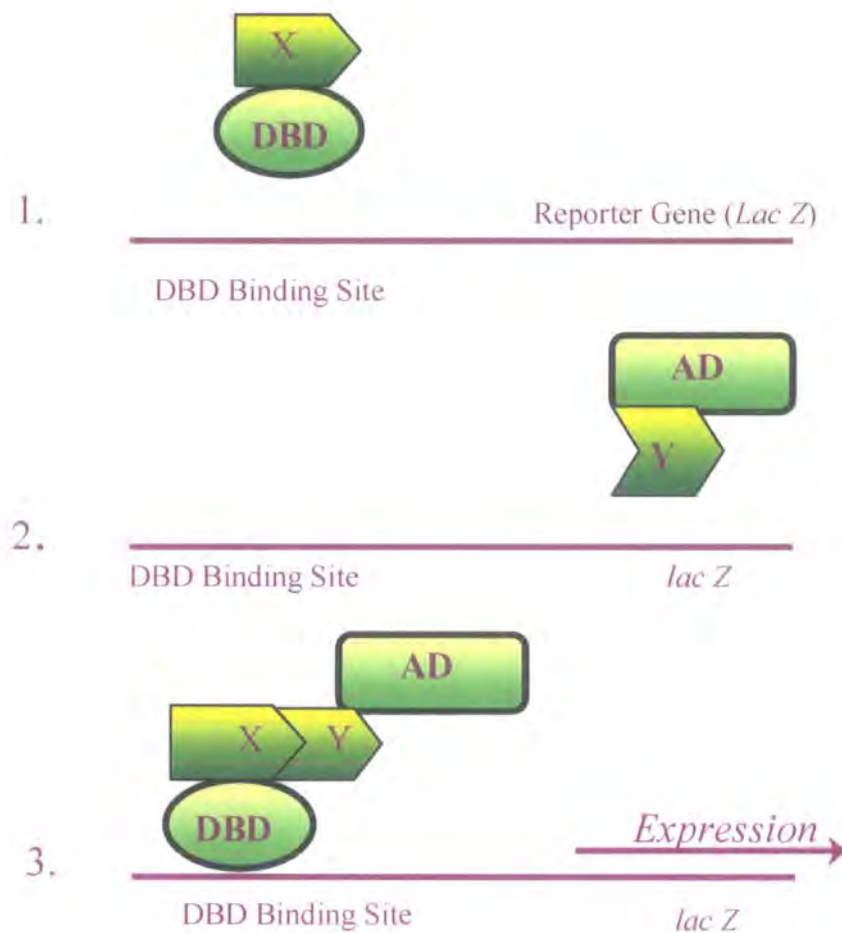 X
DBD
1.
Reporter Gene (Lac Z)
DBD Binding Site
AD
Y
2.
DBD Binding Site lac Z
AD
X Y
DBD
Expression
3.
DBD Binding Site lac Z